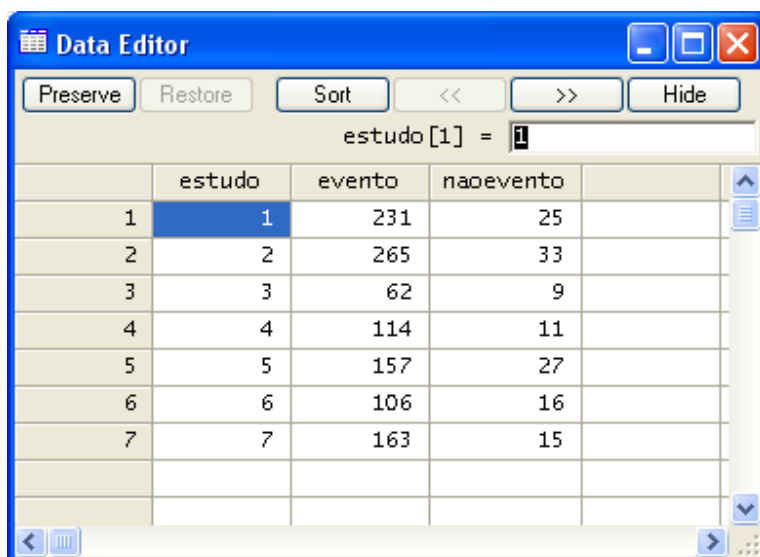 Data Editor
Preserve Restore Sort << >> Hide
estudo[1] = 1
estudo evento naoevento
1 1 231 25
2 2 265 33
3 3 62 9
4 4 114 11
5 5 157 27
6 6 106 16
7 7 163 15